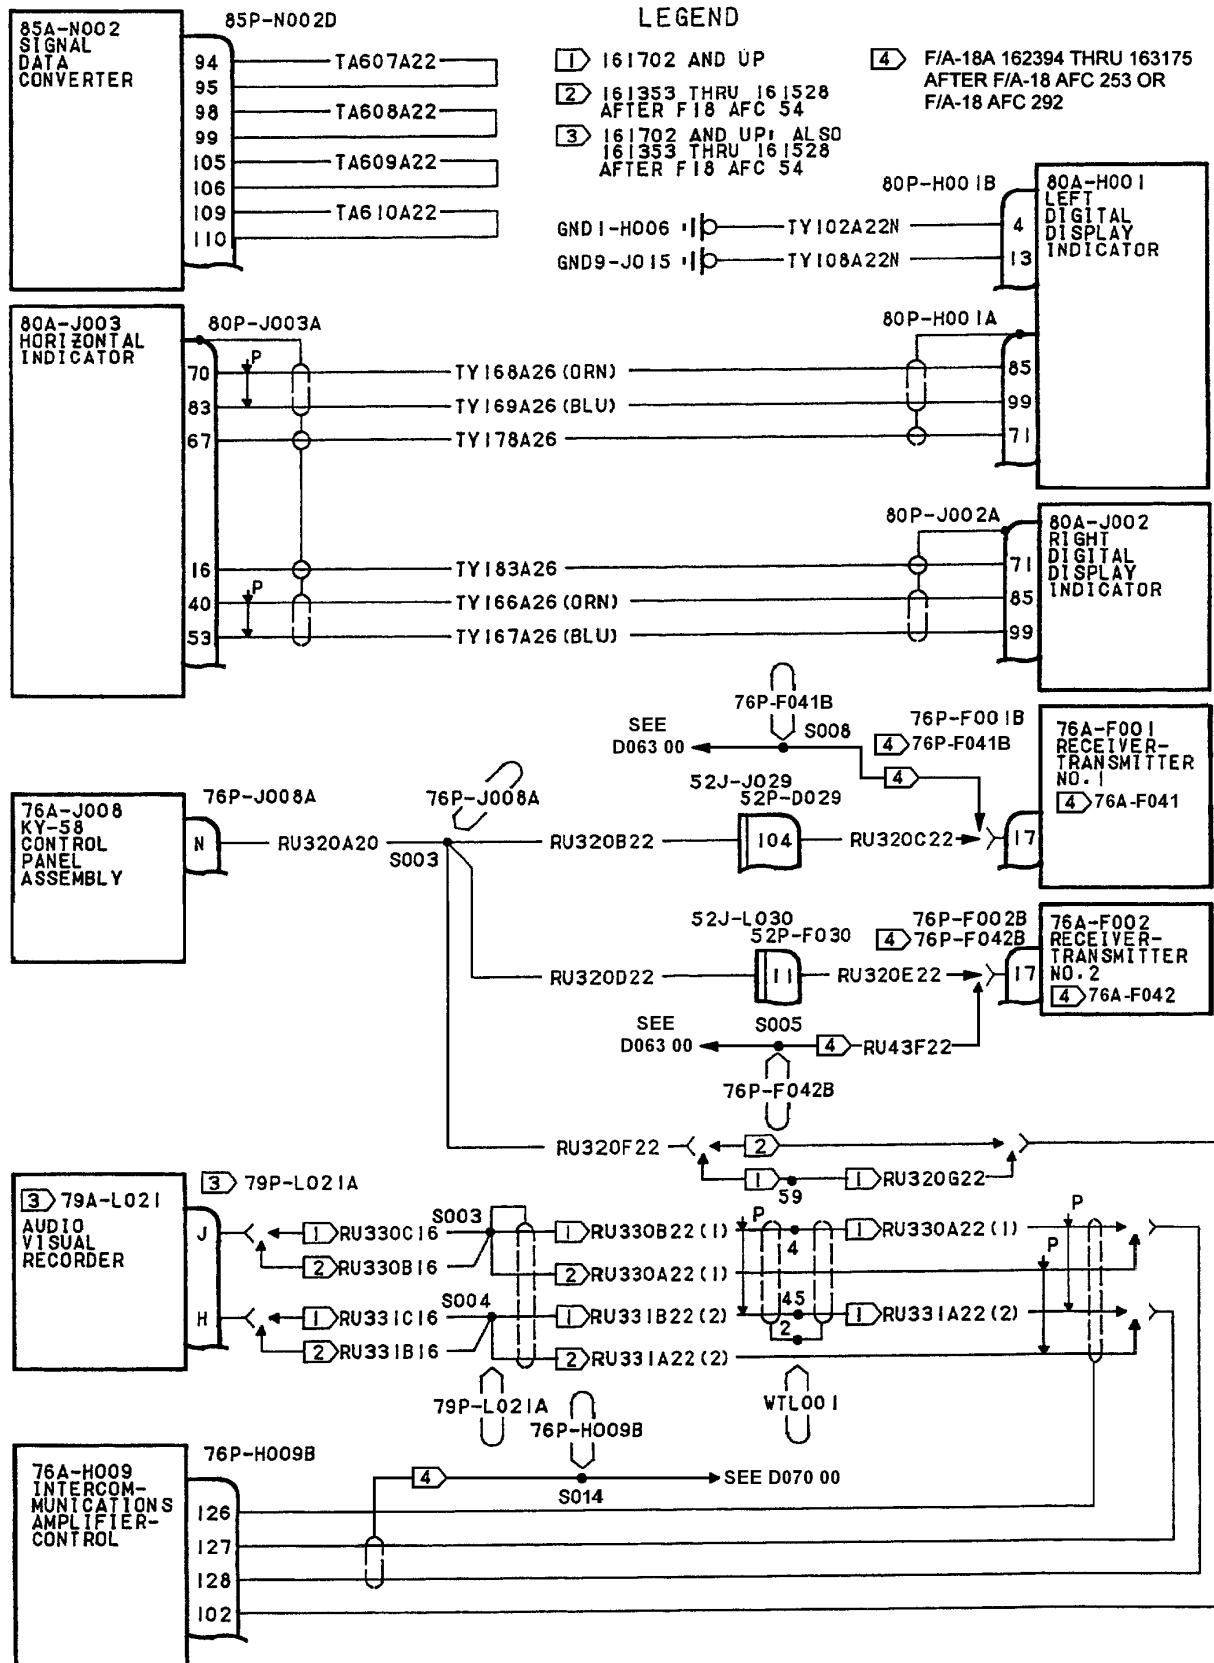 LEGEND
1 161702 AND UP
2 161353 THRU 161528
AFTER F18 AFC 54
3 161702 AND UP; ALSO
161353 THRU 161528
AFTER F18 AFC 54
4 F/A-18A 162394 THRU 163175
AFTER F/A-18 AFC 253 OR
F/A-18 AFC 292
85A-N002
SIGNAL
DATA
CONVERTER
85P-N002D
94
TA607A22
95
98
TA608A22
99
105
TA609A22
106
109
TA610A22
110
80P-H001B
80A-H001
LEFT
DIGITAL
DISPLAY
INDICATOR
GND1-H006
TY102A22N
4
GND9-J015
TY108A22N
13
80A-J003
HORIZONTAL
INDICATOR
80P-J003A
80P-H001A
P
70
TY168A26(ORN)
85
83
TY169A26(BLU)
99
67
TY178A26
71
80P-J002A
80A-J002
RIGHT
DIGITAL
DISPLAY
INDICATOR
16
TY183A26
71
P
40
TY166A26(ORN)
85
53
TY167A26(BLU)
99
76P-F041B
SEE
D063 00
S008
76P-F001B
4 76P-F041B
4
76A-F001
RECEIVER-
TRANSMITTER
NO.1
4 76A-F041
76A-J008
KY-58
CONTROL
PANEL
ASSEMBLY
76P-J008A
76P-J008A
52J-J029
52P-D029
N
RU320A20
S003
RU320B22
104
RU320C22
17
52J-L030
52P-F030
76P-F002B
4 76P-F042B
76A-F002
RECEIVER-
TRANSMITTER
NO.2
4 76A-F042
RU320D22
11
RU320E22
17
SEE
D063 00
S005
4 RU43F22
76P-F042B
RU320F22
2
1
59
1 RU320G22
3 79A-L021
AUDIO
VISUAL
RECORDER
3 79P-L021A
J
1 RU330C16
S003
1 RU330B22(1)
P
4
1 RU330A22(1)
P
P
2 RU330B16
2 RU330A22(1)
H
1 RU331C16
S004
1 RU331B22(2)
45
2
1 RU331A22(2)
2 RU331B16
2 RU331A22(2)
79P-L021A
76P-H009B
WTL001
76A-H009
INTERCOM-
MUNICATIONS
AMPLIFIER-
CONTROL
76P-H009B
4
S014
SEE D070 00
126
127
128
102